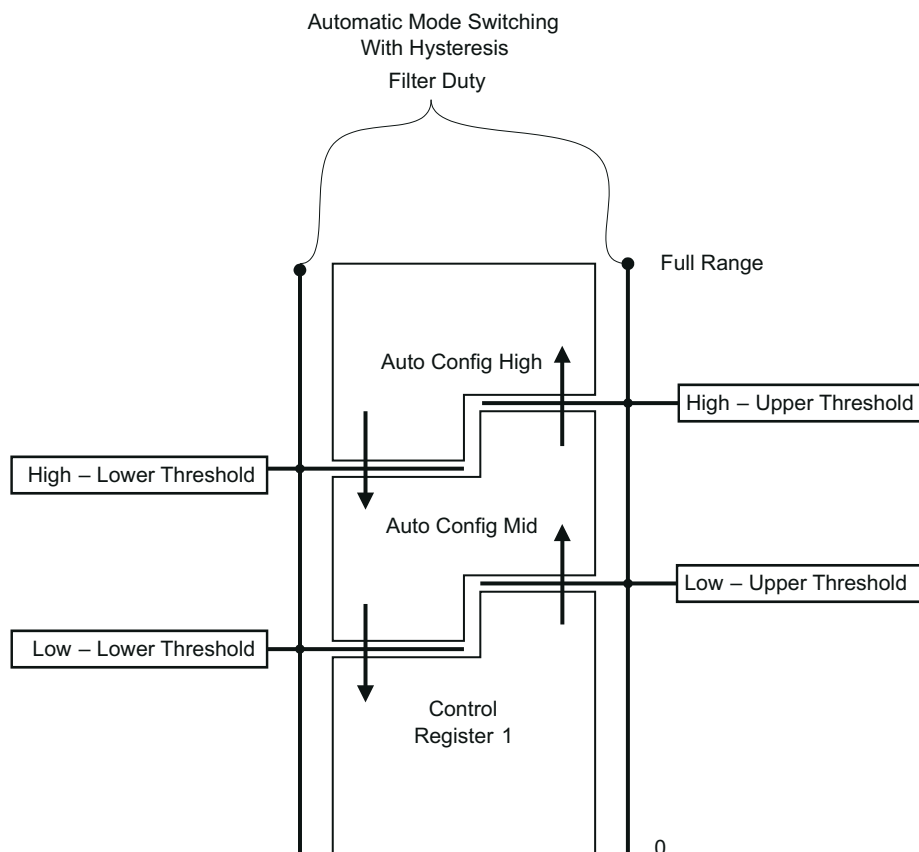 Automatic Mode Switching
With Hysteresis
Filter Duty
Full Range
Auto Config High
High – Upper Threshold
High – Lower Threshold
Auto Config Mid
Low – Upper Threshold
Low – Lower Threshold
Control
Register 1
0